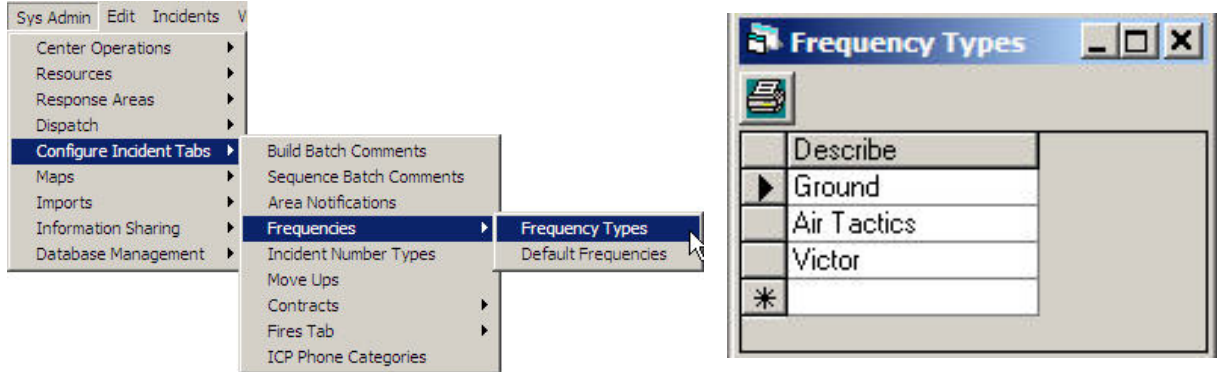 Sys Admin Edit Incidents
Center Operations
Resources
Response Areas
Dispatch
Configure Incident Tabs
Maps
Imports
Information Sharing
Database Management
Build Batch Comments
Sequence Batch Comments
Area Notifications
Frequencies
Incident Number Types
Move Ups
Contracts
Fires Tab
ICP Phone Categories
Frequency Types
Default Frequencies
Frequency Types
Describe
Ground
Air Tactics
Victor